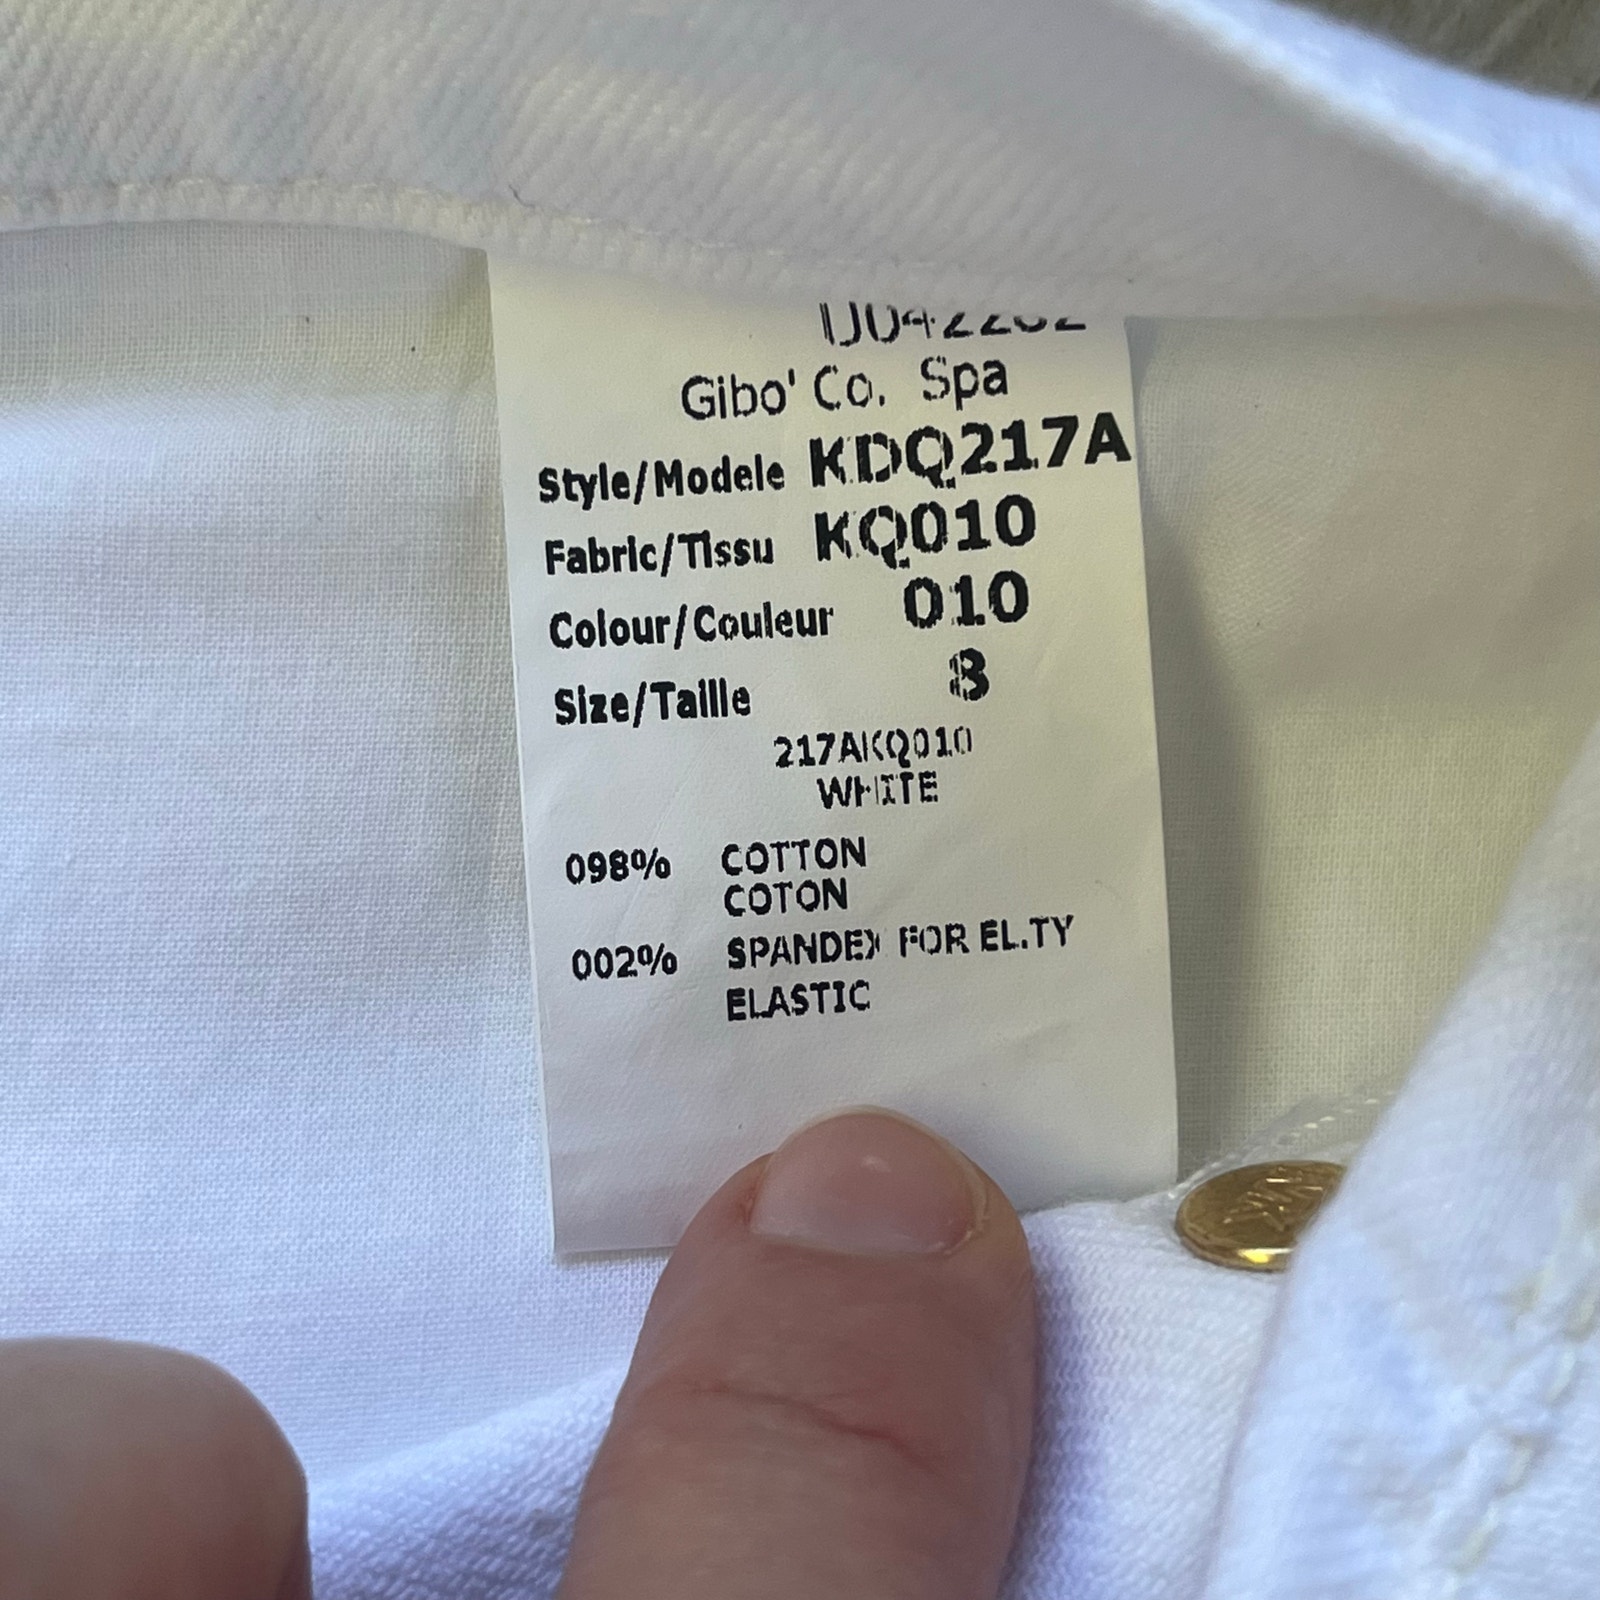 Gibo' Co. Spa
Style/Modele KDQ217A
Fabric/Tissu KQ010
Colour/Couleur 010
Size/Taille 8
217AKQ010
WHITE
098% COTTON
COTON
002% SPANDEX FOR EL.TY
ELASTIC